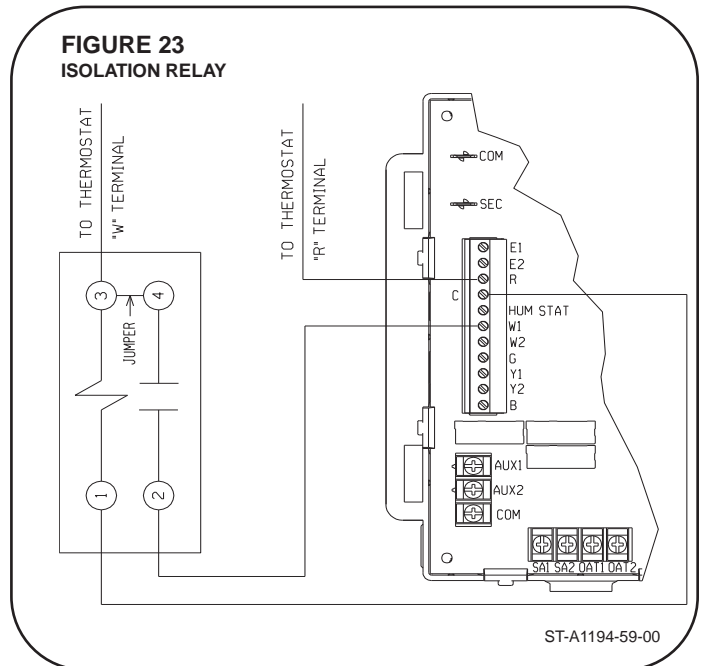 FIGURE 23
ISOLATION RELAY
TO THERMOSTAT
"W" TERMINAL
TO THERMOSTAT
"R" TERMINAL
COM
SEC
E1
E2
R
C
HUM STAT
W1
W2
G
Y1
Y2
B
3
4
JUMPER
1
2
AUX1
AUX2
COM
SA1 SA2 OAT1 OAT2
ST-A1194-59-00